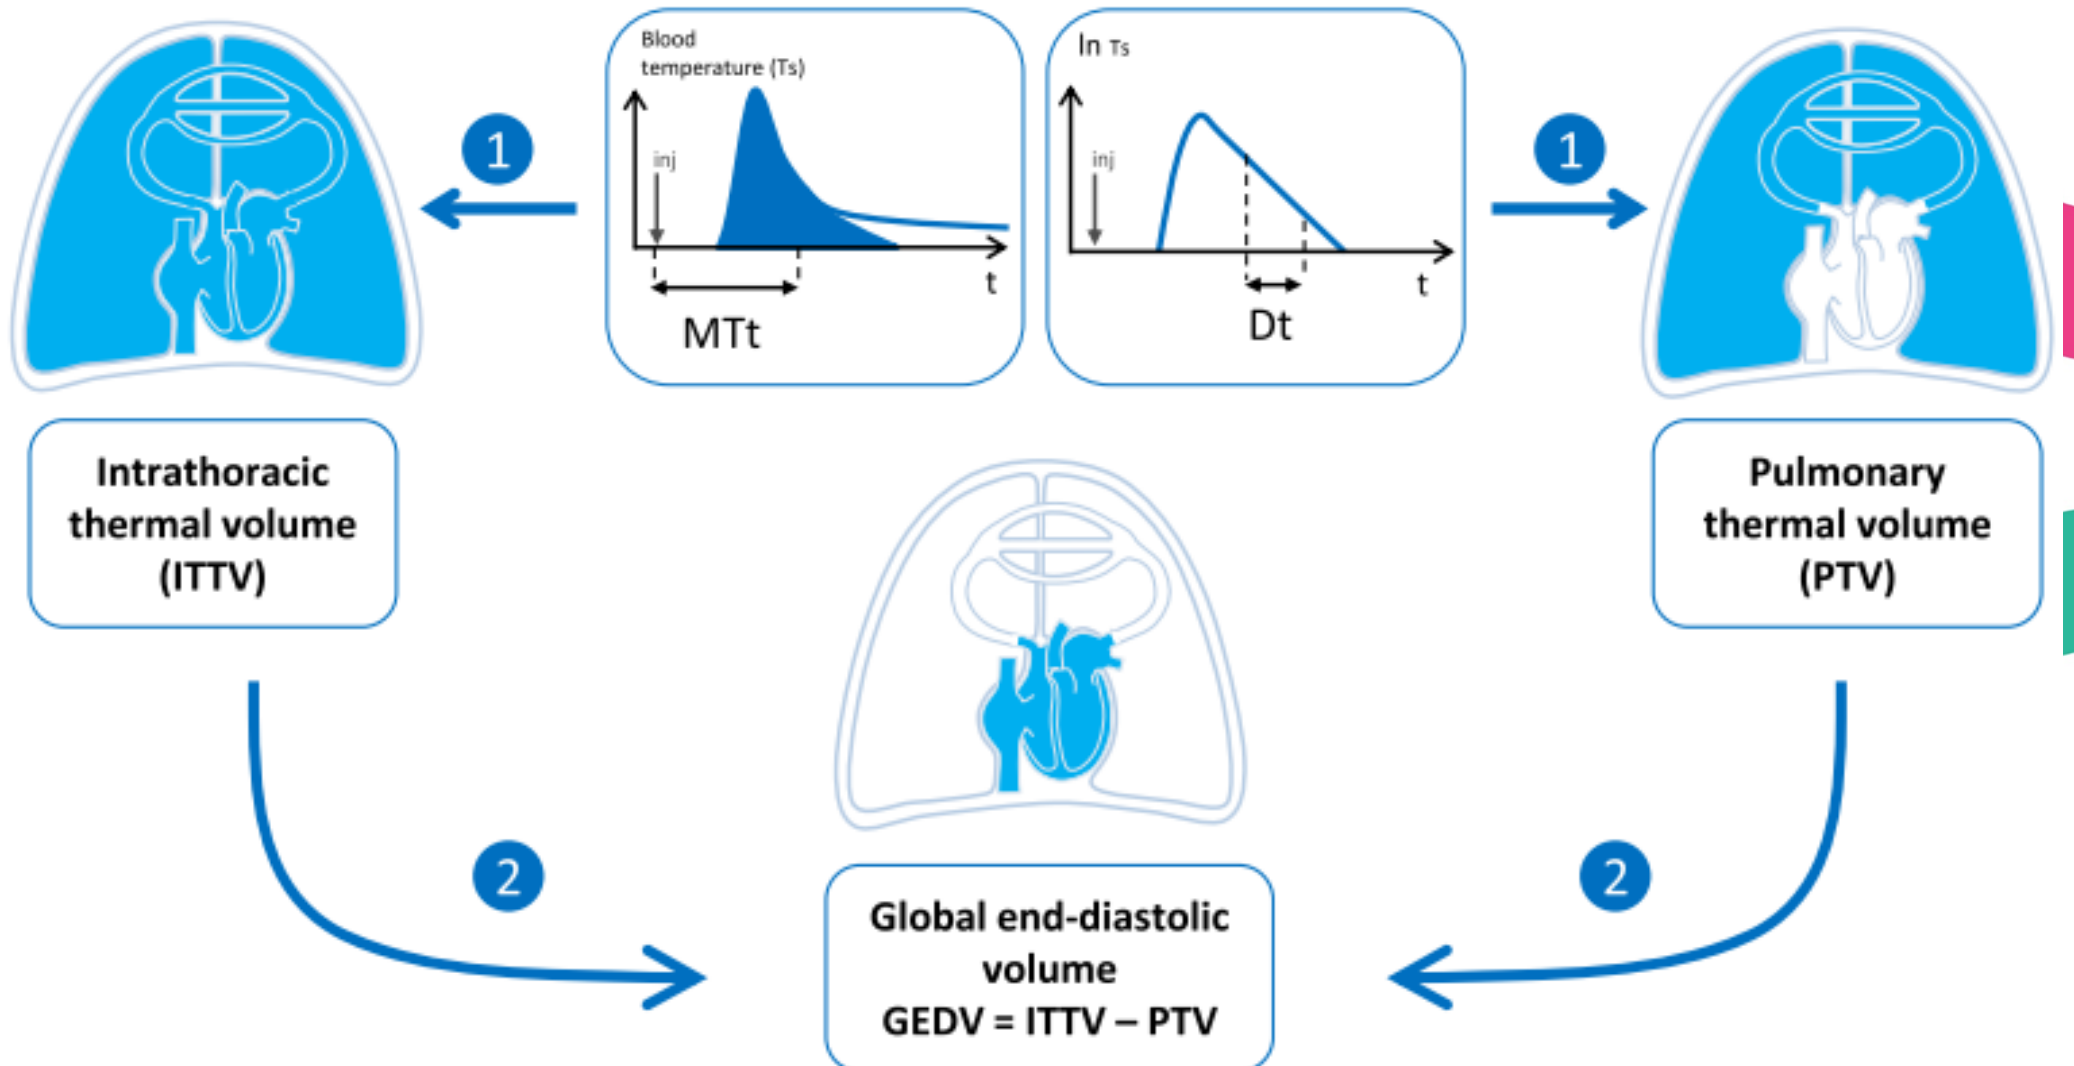 Blood
temperature (Ts)
inj
t
MTt
ln Ts
inj
t
Dt
1
1
Intrathoracic
thermal volume
(ITTV)
Pulmonary
thermal volume
(PTV)
2
2
Global end-diastolic
volume
GEDV = ITTV – PTV